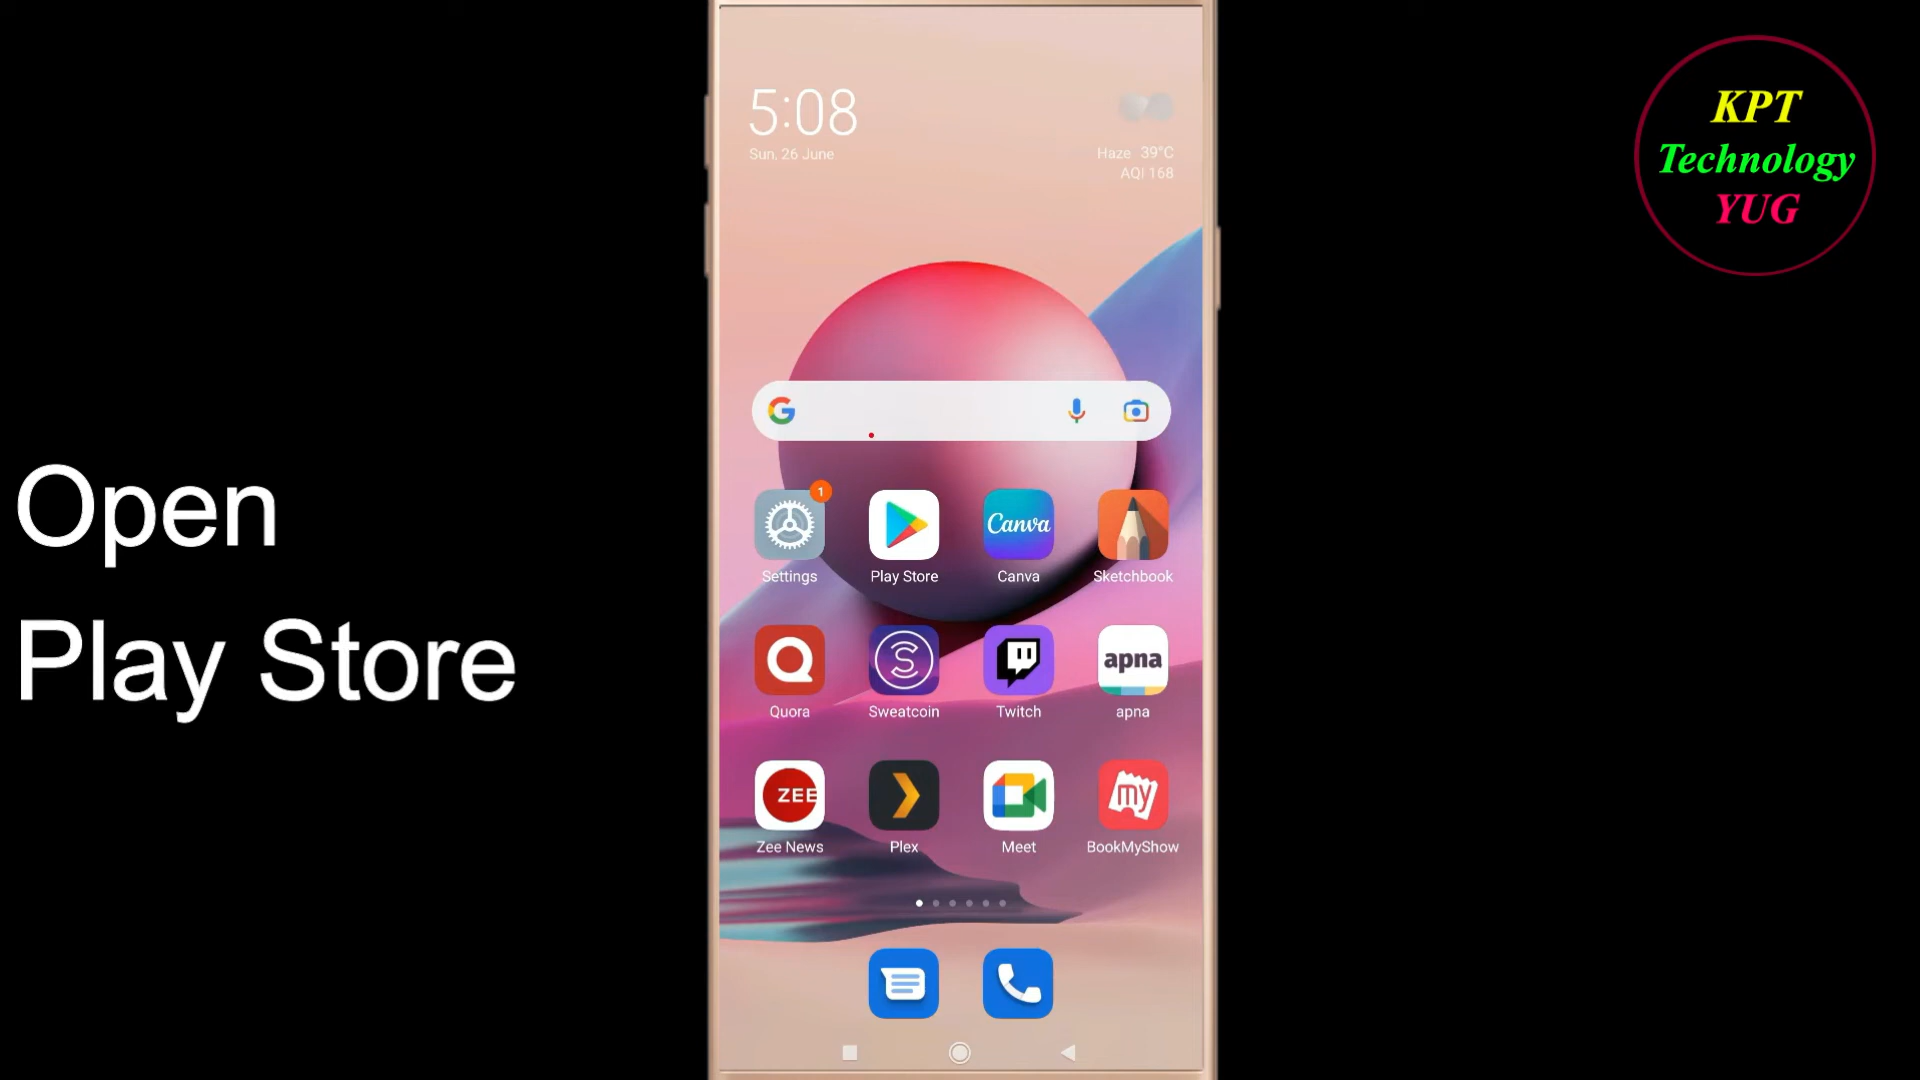 KPT
Technology
YUG
5:08
Sun, 26 June
Haze 39°C
AQI 168
Open
Play Store
1
Settings
Play Store
Canva
Canva
Sketchbook
apna
Quora
Sweatcoin
Twitch
apna
ZEE
my
Zee News
Plex
Meet
BookMyShow